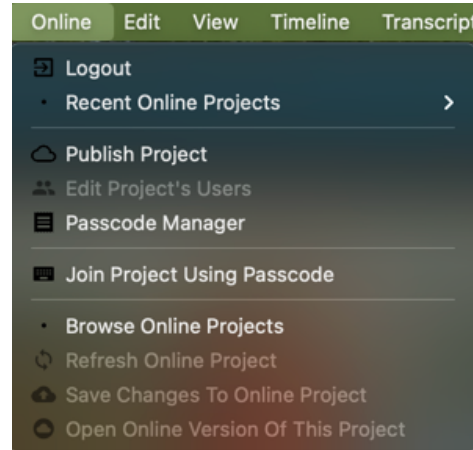 Online Edit View Timeline Transcript
Logout
Recent Online Projects
Publish Project
Edit Project's Users
Passcode Manager
Join Project Using Passcode
Browse Online Projects
Refresh Online Project
Save Changes To Online Project
Open Online Version Of This Project